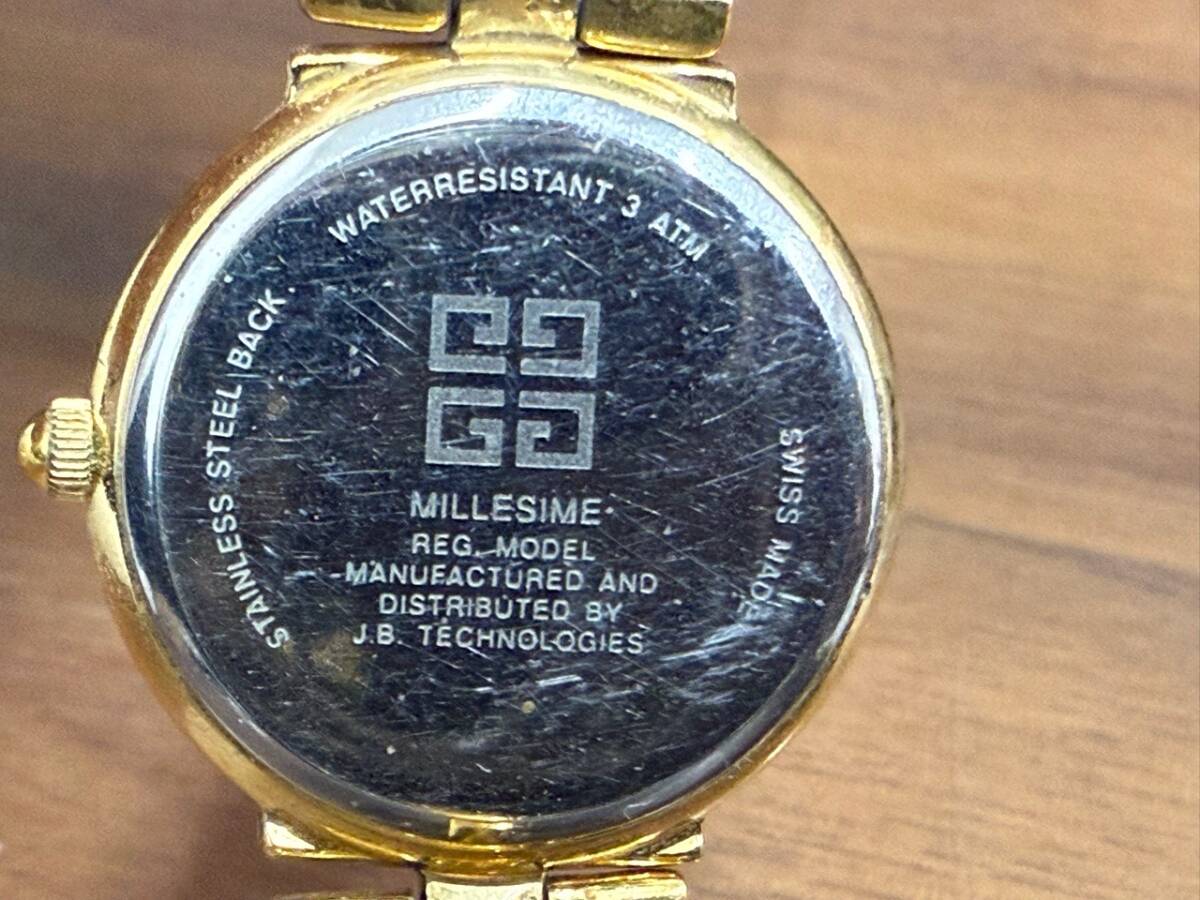 WATERRESISTANT 3 ATM
STAINLESS STEEL BACK
MILLESIME
REG. MODEL
MANUFACTURED AND
DISTRIBUTED BY
J.B. TECHNOLOGIES
SWISS MADE